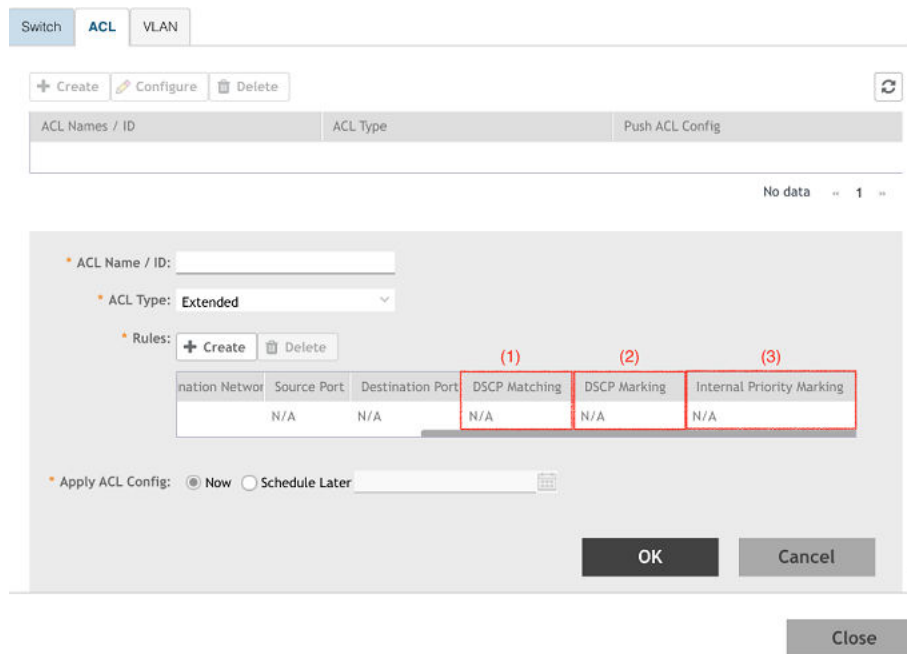 Switch ACL VLAN
Create Configure Delete
ACL Names / ID ACL Type Push ACL Config
No data 1
* ACL Name / ID:
* ACL Type: Extended
* Rules: Create Delete
(1) (2) (3)
nation Networ Source Port Destination Port DSCP Matching DSCP Marking Internal Priority Marking
N/A N/A N/A N/A N/A
* Apply ACL Config: Now Schedule Later
OK Cancel
Close